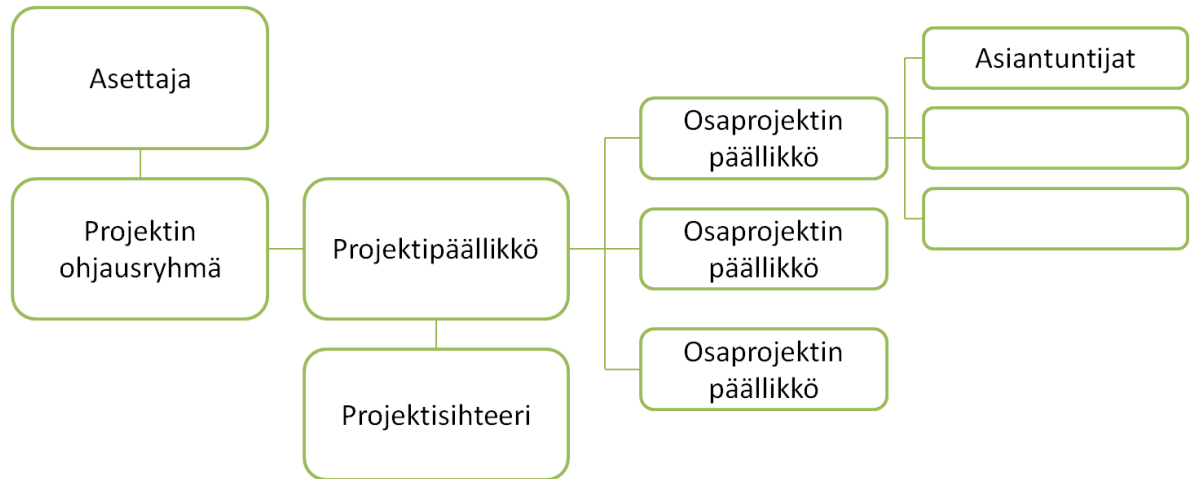 Asettaja
Projektin
ohjausryhmä
Projektipäällikkö
Projektisihteeri
Osaprojektin
päällikkö
Osaprojektin
päällikkö
Osaprojektin
päällikkö
Asiantuntijat